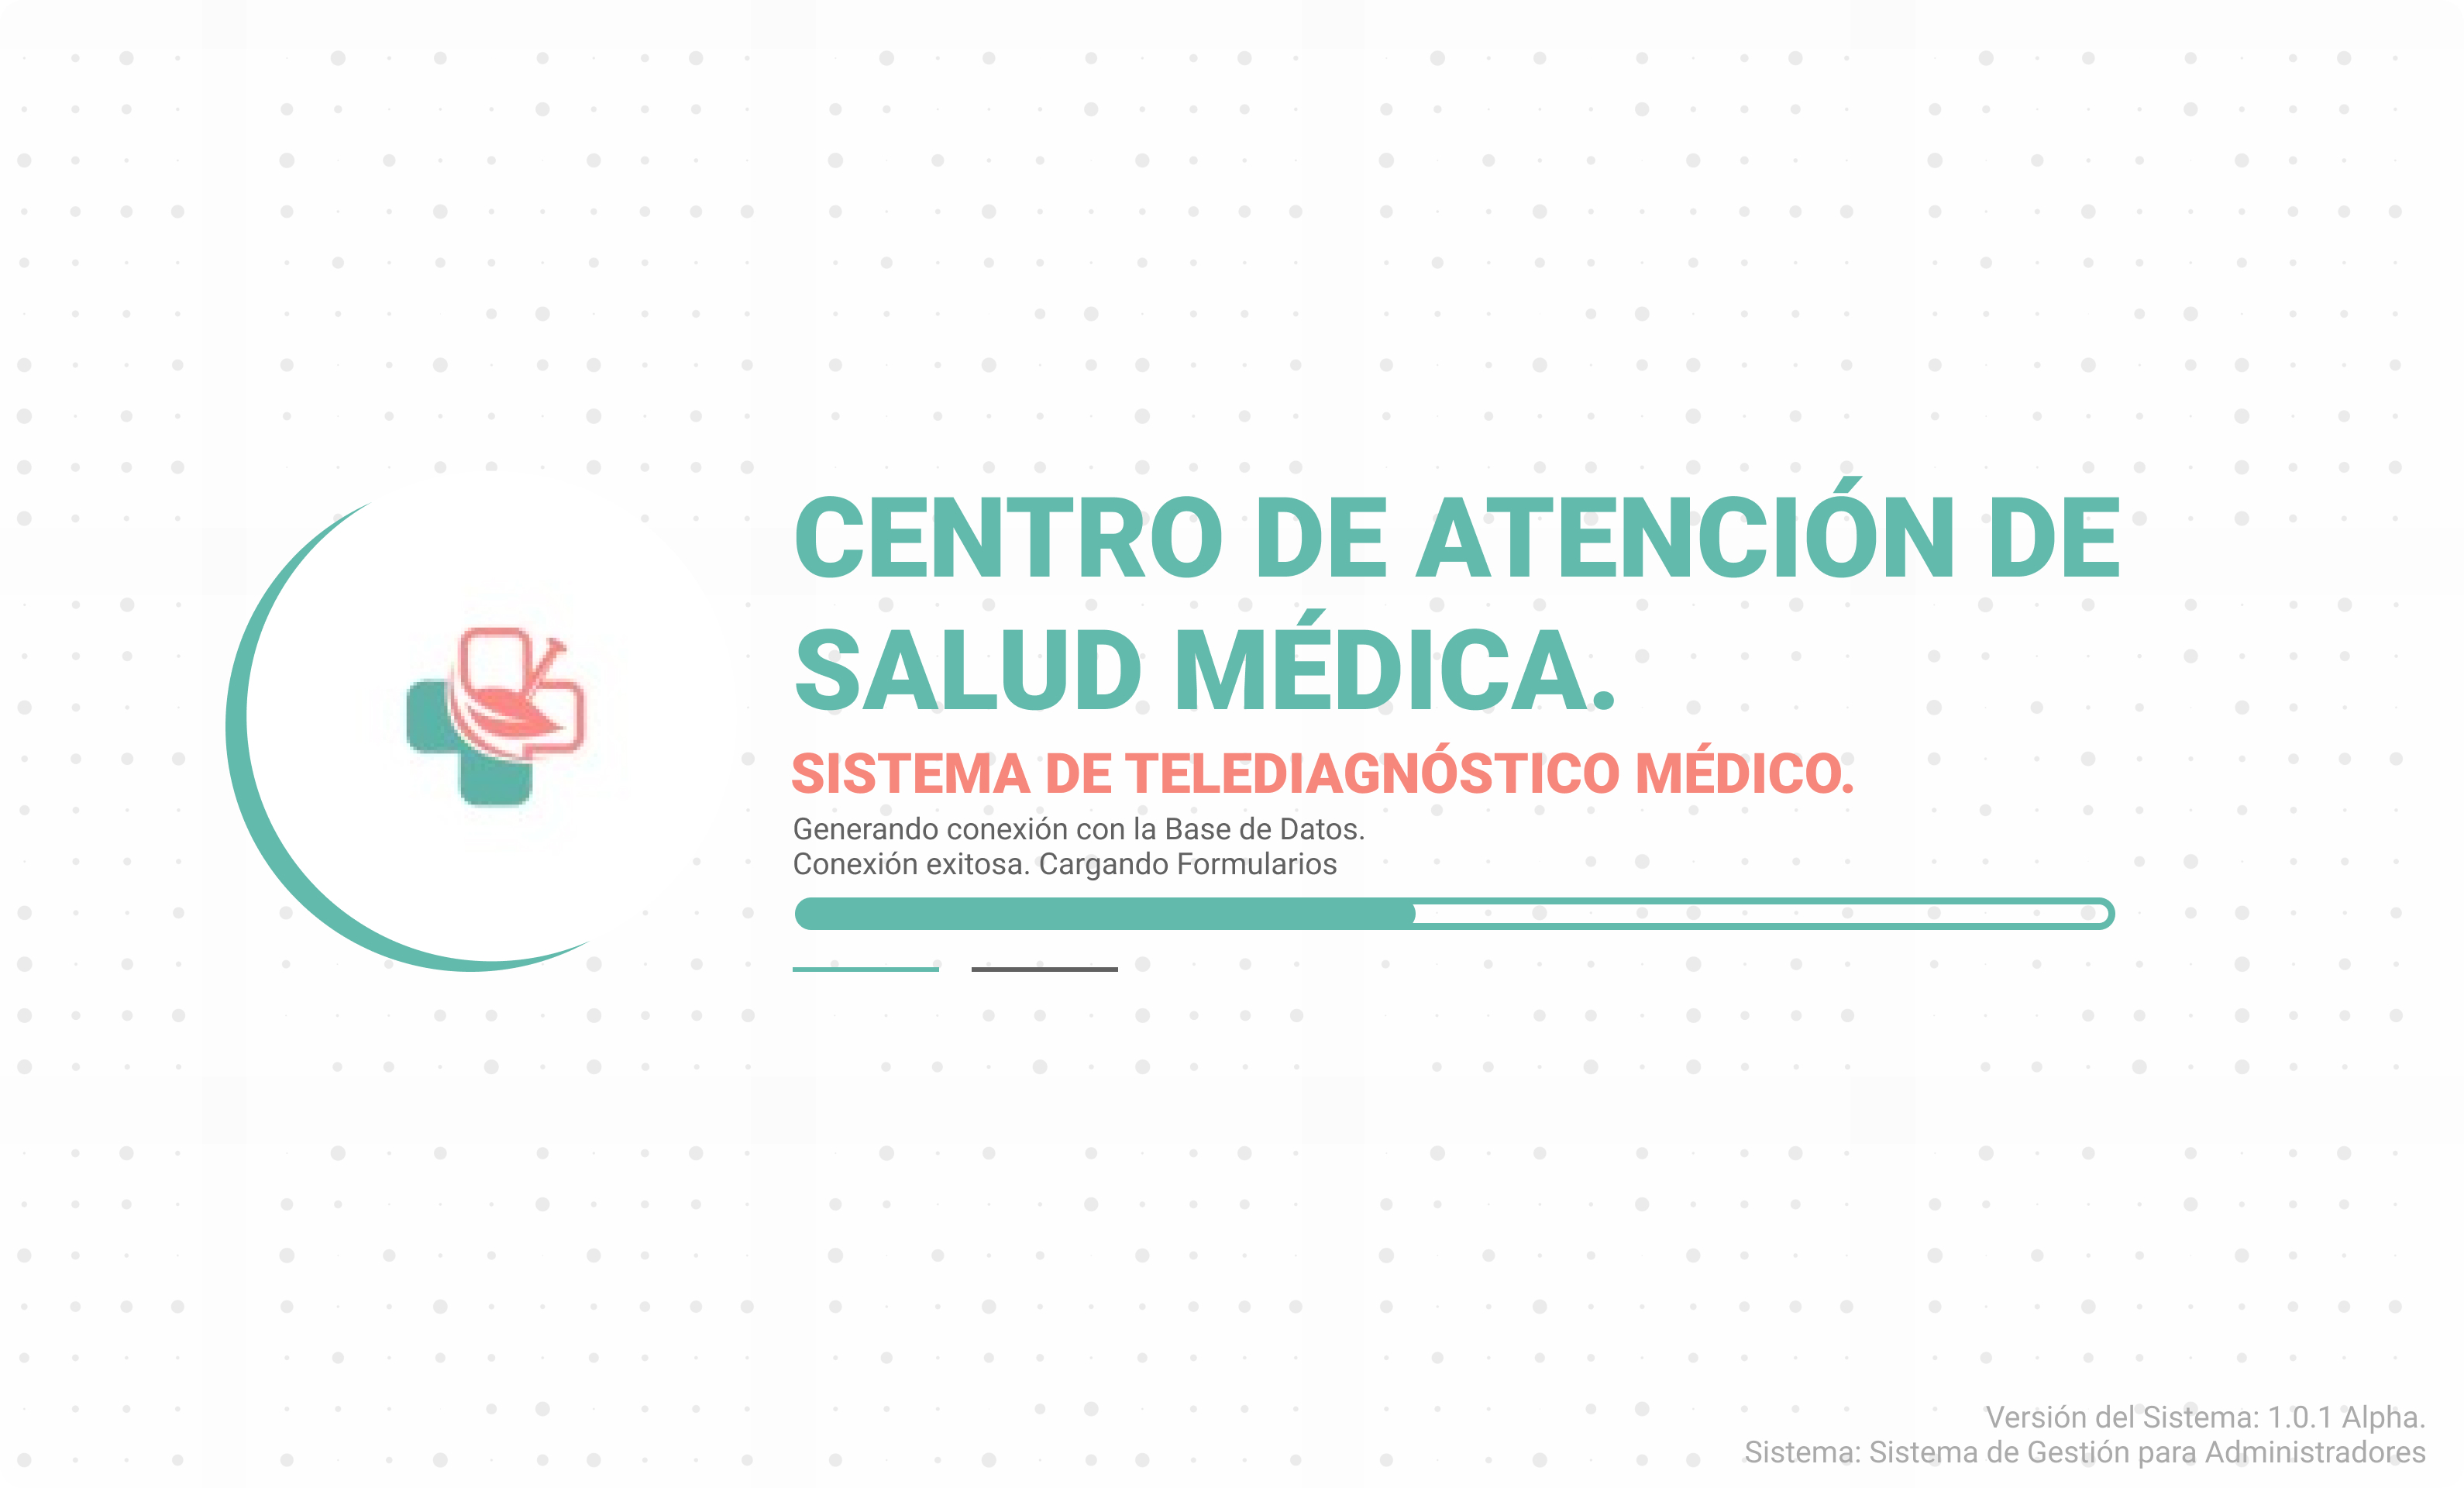 CENTRO DE ATENCIÓN DE
SALUD MÉDICA.
SISTEMA DE TELEDIAGNÓSTICO MÉDICO.
Generando conexión con la Base de Datos.
Conexión exitosa. Cargando Formularios
Versión del Sistema: 1.0.1 Alpha.
Sistema: Sistema de Gestión para Administradores